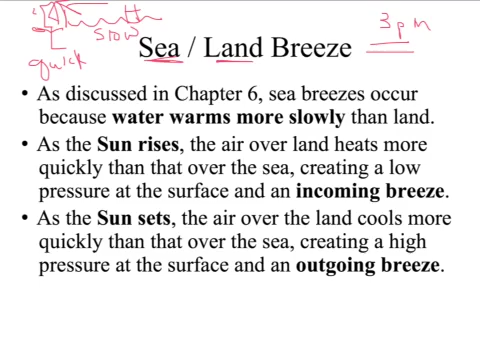 H
slow
quick
3 pm
Sea / Land Breeze
• As discussed in Chapter 6, sea breezes occur
because water warms more slowly than land.
• As the Sun rises, the air over land heats more
quickly than that over the sea, creating a low
pressure at the surface and an incoming breeze.
• As the Sun sets, the air over the land cools more
quickly than that over the sea, creating a high
pressure at the surface and an outgoing breeze.